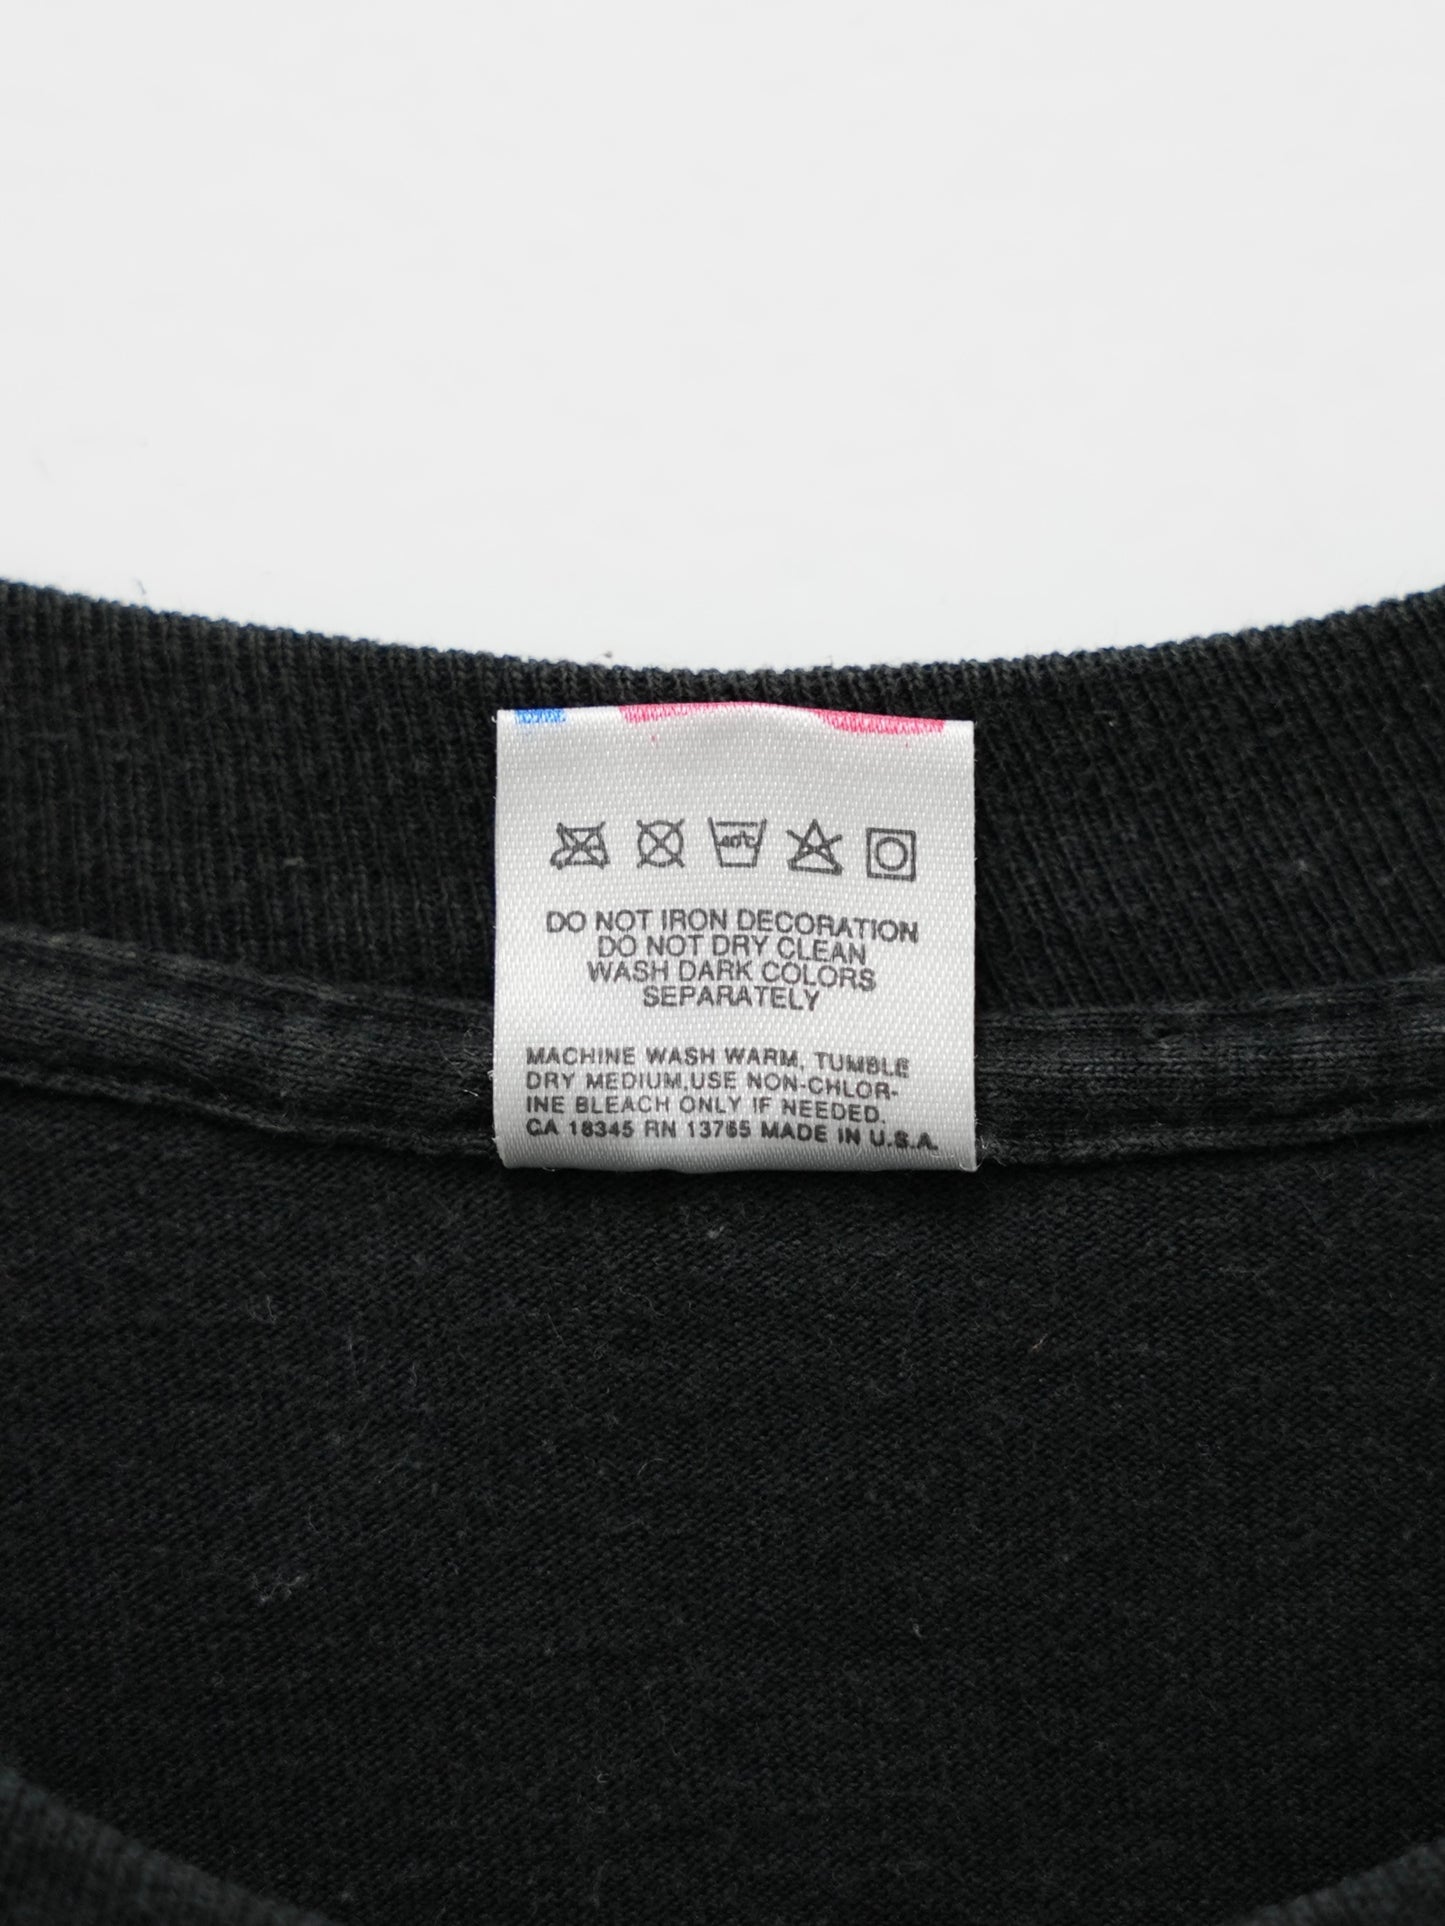 40°C
DO NOT IRON DECORATION
DO NOT DRY CLEAN
WASH DARK COLORS
SEPARATELY
MACHINE WASH WARM, TUMBLE
DRY MEDIUM,USE NON-CHLOR-
INE BLEACH ONLY IF NEEDED.
CA 18345 RN 13765 MADE IN U.S.A.